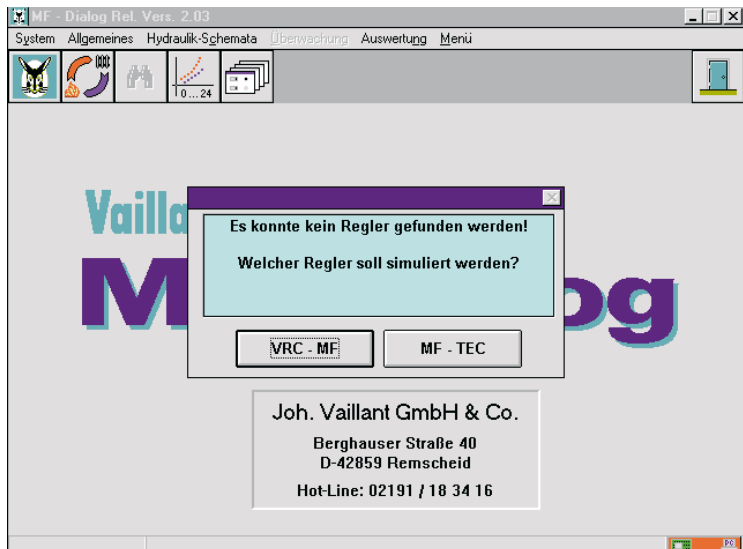 MF - Dialog Rel. Vers. 2.03
System Allgemeines Hydraulik-Schemata Überwachung Auswertung Menü
0...24
Es konnte kein Regler gefunden werden!
Welcher Regler soll simuliert werden?
VRC - MF
MF - TEC
Joh. Vaillant GmbH & Co.
Berghauser Straße 40
D-42859 Remscheid
Hot-Line: 02191 / 18 34 16
PC